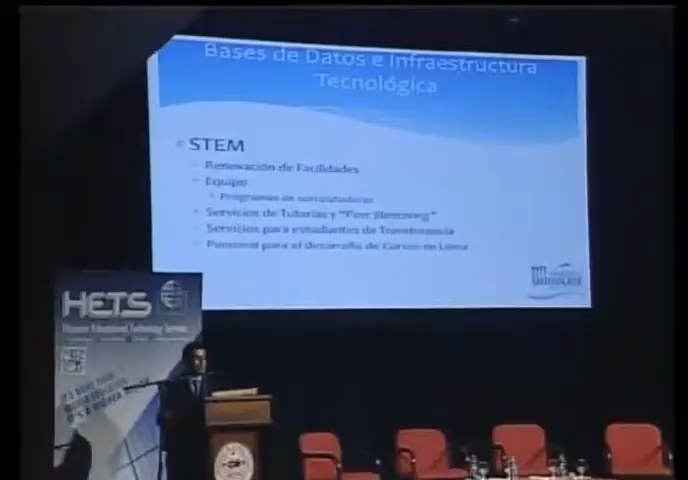 Bases de Datos e Infraestructura
Tecnológica
STEM
Renovación de Facilidades
Equipo
Programas de computadoras
Servicios de Tutorías y "Peer Mentoring"
Servicios para estudiantes de Transferencia
Personal para el desarrollo de Cursos en Línea
HETS